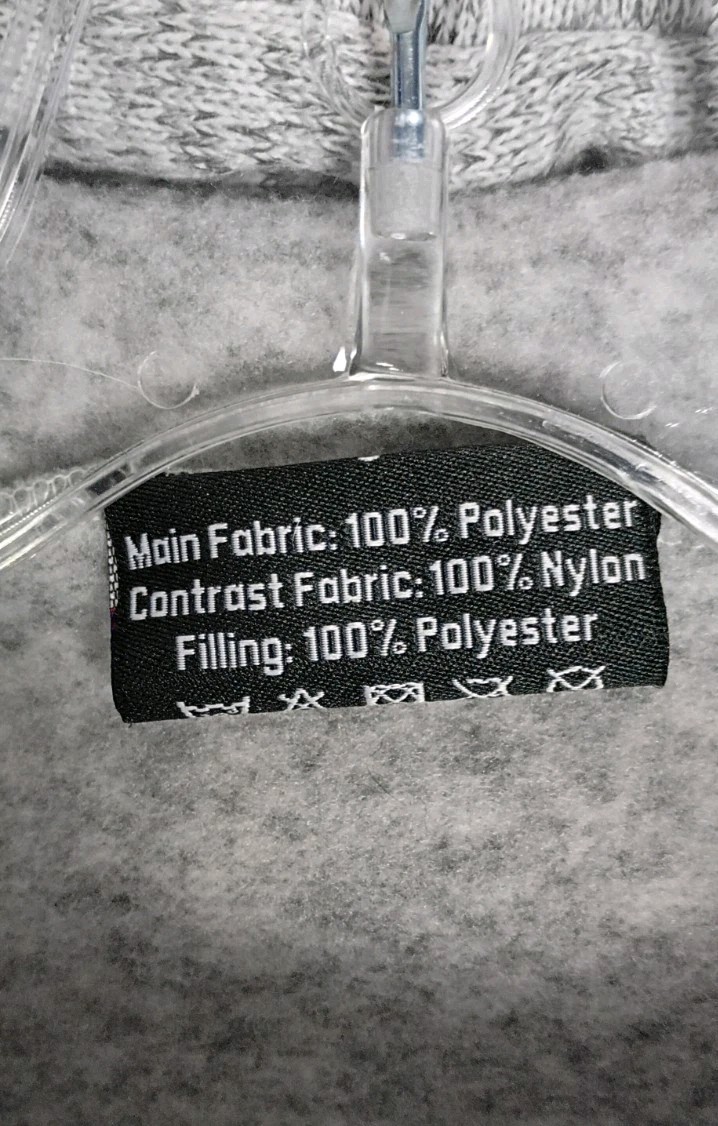 Main Fabric: 100% Polyester
Contrast Fabric: 100% Nylon
Filling: 100% Polyester